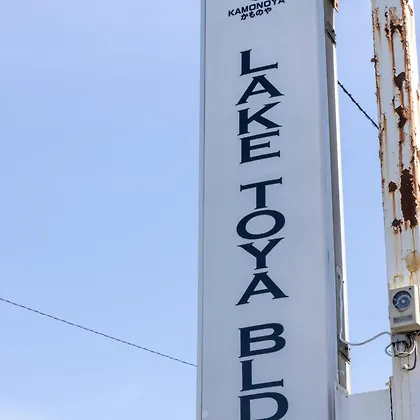 KAMONOYA
かものや
LAKE TOYA BLD